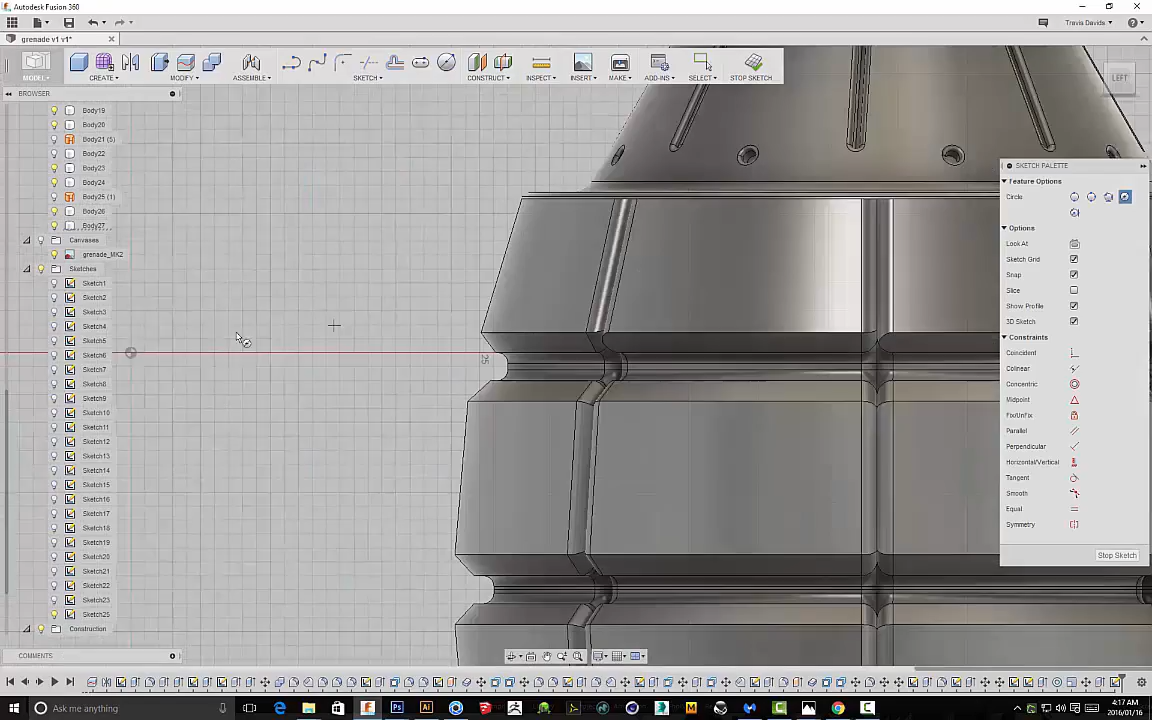 Autodesk Fusion 360
Travis Davids
grenade v1 v1*
MODEL
CREATE
MODIFY
ASSEMBLE
SKETCH
CONSTRUCT
INSPECT
INSERT
MAKE
ADD-INS
SELECT
STOP SKETCH
LEFT
BROWSER
Body19
Body20
Body21 (5)
Body22
Body23
Body24
Body25 (1)
Body26
Body27
Canvases
grenade_MK2
Sketches
Sketch1
Sketch2
Sketch3
Sketch4
Sketch5
Sketch6
Sketch7
Sketch8
Sketch9
Sketch10
Sketch11
Sketch12
Sketch13
Sketch14
Sketch15
Sketch16
Sketch17
Sketch18
Sketch19
Sketch20
Sketch21
Sketch22
Sketch23
Sketch25
Construction
25
SKETCH PALETTE
Feature Options
Circle
Options
Look At
Sketch Grid
Snap
Slice
Show Profile
3D Sketch
Constraints
Coincident
Colinear
Concentric
Midpoint
Fix/UnFix
Parallel
Perpendicular
Horizontal/Vertical
Tangent
Smooth
Equal
Symmetry
Stop Sketch
COMMENTS
Ask me anything
4:17 AM
2016/01/16